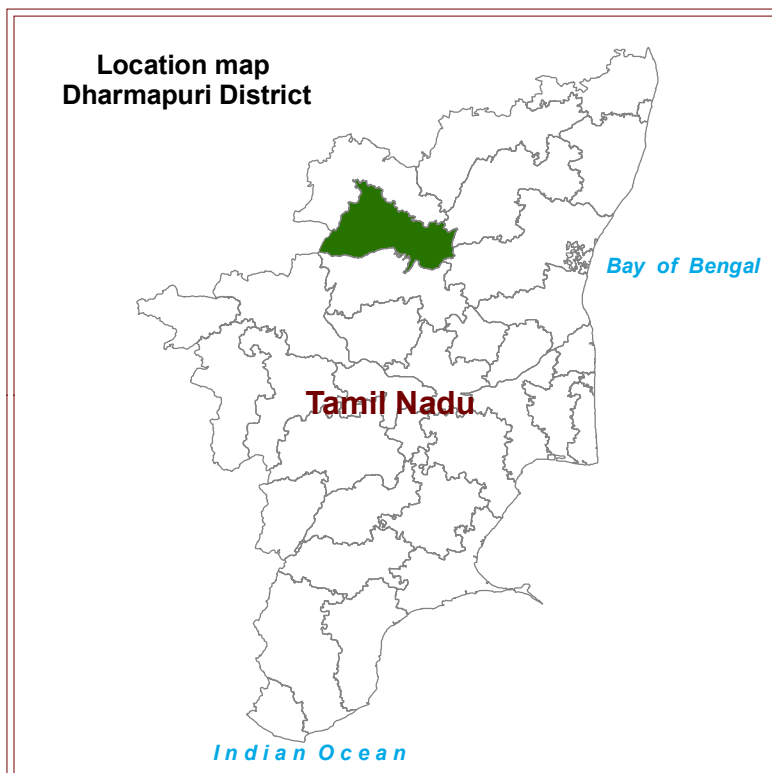 Location map
Dharmapuri District
Bay of Bengal
Tamil Nadu
Indian Ocean